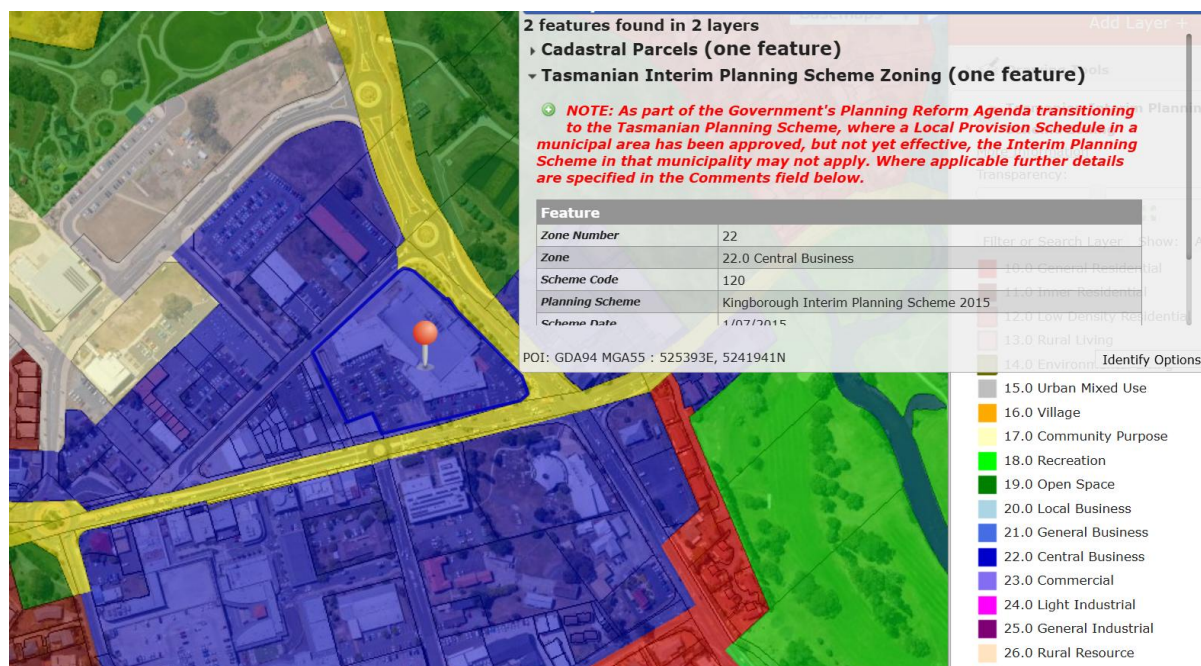 2 features found in 2 layers
Cadastral Parcels (one feature)
Tasmanian Interim Planning Scheme Zoning (one feature)
NOTE: As part of the Government's Planning Reform Agenda transitioning
to the Tasmanian Planning Scheme, where a Local Provision Schedule in a
municipal area has been approved, but not yet effective, the Interim Planning
Scheme in that municipality may not apply. Where applicable further details
are specified in the Comments field below.
Feature
Zone Number 22
Zone 22.0 Central Business
Scheme Code 120
Planning Scheme Kingborough Interim Planning Scheme 2015
Scheme Date 1/07/2015
POI: GDA94 MGA55 : 525393E, 5241941N
Identify Options
Add Layer +
Tools
Transparency:
Filter or Search Layer Show:
10.0 General Residential
11.0 Inner Residential
12.0 Low Density Residential
13.0 Rural Living
15.0 Urban Mixed Use
16.0 Village
17.0 Community Purpose
18.0 Recreation
19.0 Open Space
20.0 Local Business
21.0 General Business
22.0 Central Business
23.0 Commercial
24.0 Light Industrial
25.0 General Industrial
26.0 Rural Resource